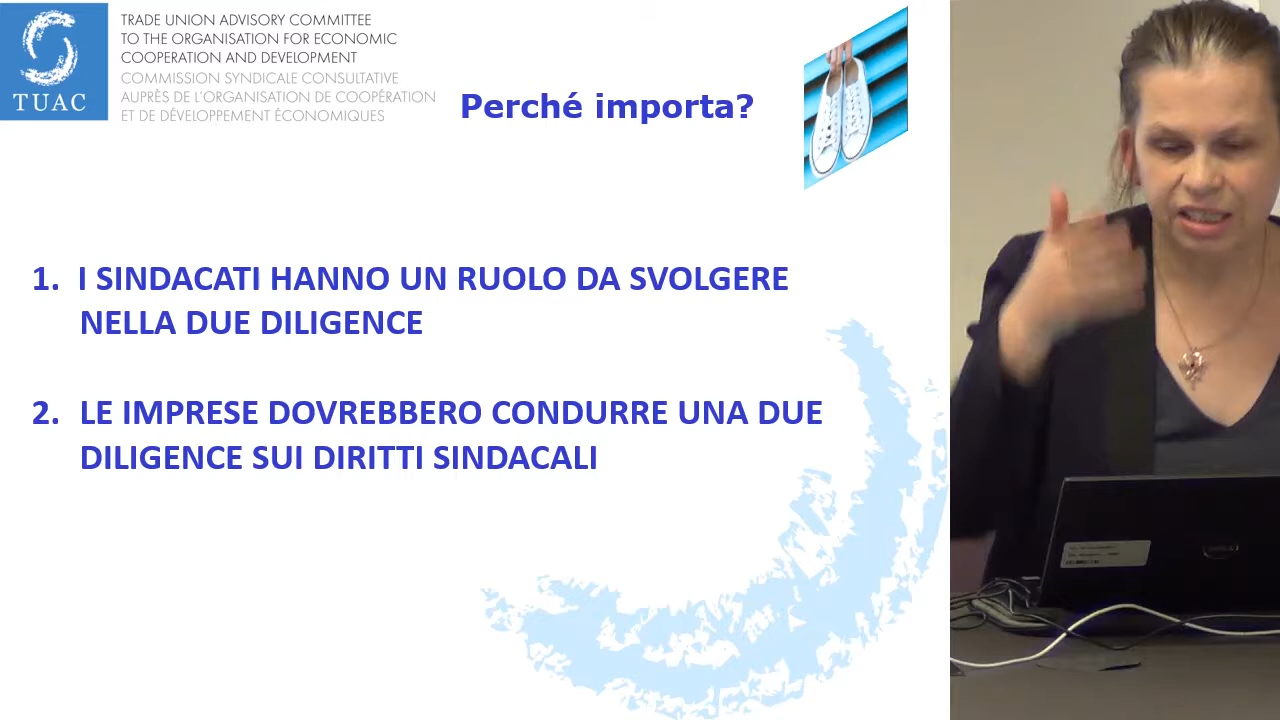 TRADE UNION ADVISORY COMMITTEE
TO THE ORGANISATION FOR ECONOMIC
COOPERATION AND DEVELOPMENT
COMMISSION SYNDICALE CONSULTATIVE
AUPRÈS DE L'ORGANISATION DE COOPÉRATION
ET DE DÉVELOPPEMENT ÉCONOMIQUES
TUAC
Perché importa?
1. I SINDACATI HANNO UN RUOLO DA SVOLGERE
NELLA DUE DILIGENCE
2. LE IMPRESE DOVREBBERO CONDURRE UNA DUE
DILIGENCE SUI DIRITTI SINDACALI
DELL